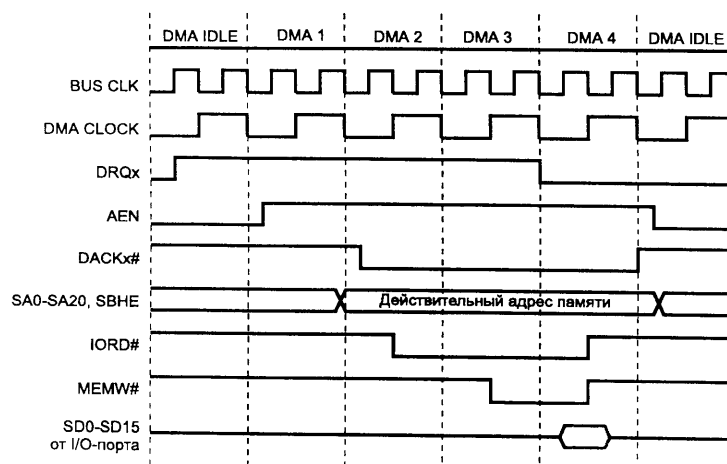 DMA IDLE DMA 1 DMA 2 DMA 3 DMA 4 DMA IDLE
BUS CLK
DMA CLOCK
DRQx
AEN
DACKx#
SA0-SA20, SBHE Действительный адрес памяти
IORD#
MEMW#
SD0-SD15
от I/O-порта